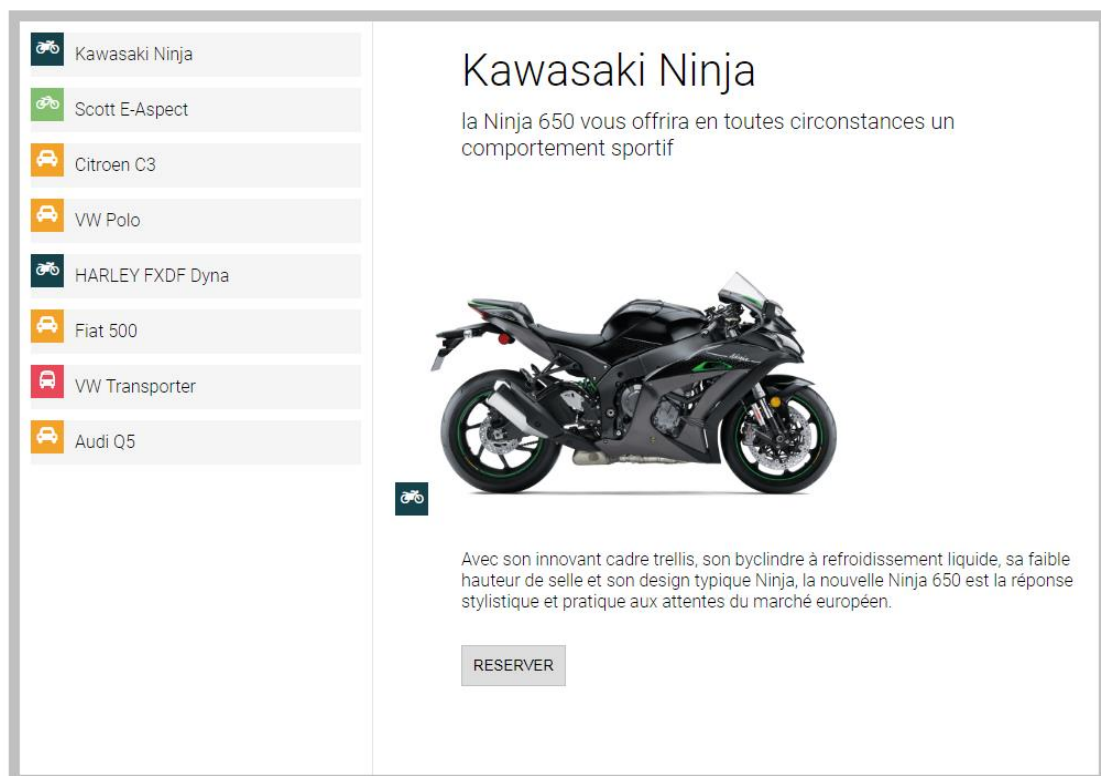 Kawasaki Ninja
Scott E-Aspect
Citroen C3
VW Polo
HARLEY FXDF Dyna
Fiat 500
VW Transporter
Audi Q5
Kawasaki Ninja
la Ninja 650 vous offrira en toutes circonstances un
comportement sportif
Avec son innovant cadre trellis, son byclindre à refroidissement liquide, sa faible
hauteur de selle et son design typique Ninja, la nouvelle Ninja 650 est la réponse
stylistique et pratique aux attentes du marché européen.
RESERVER